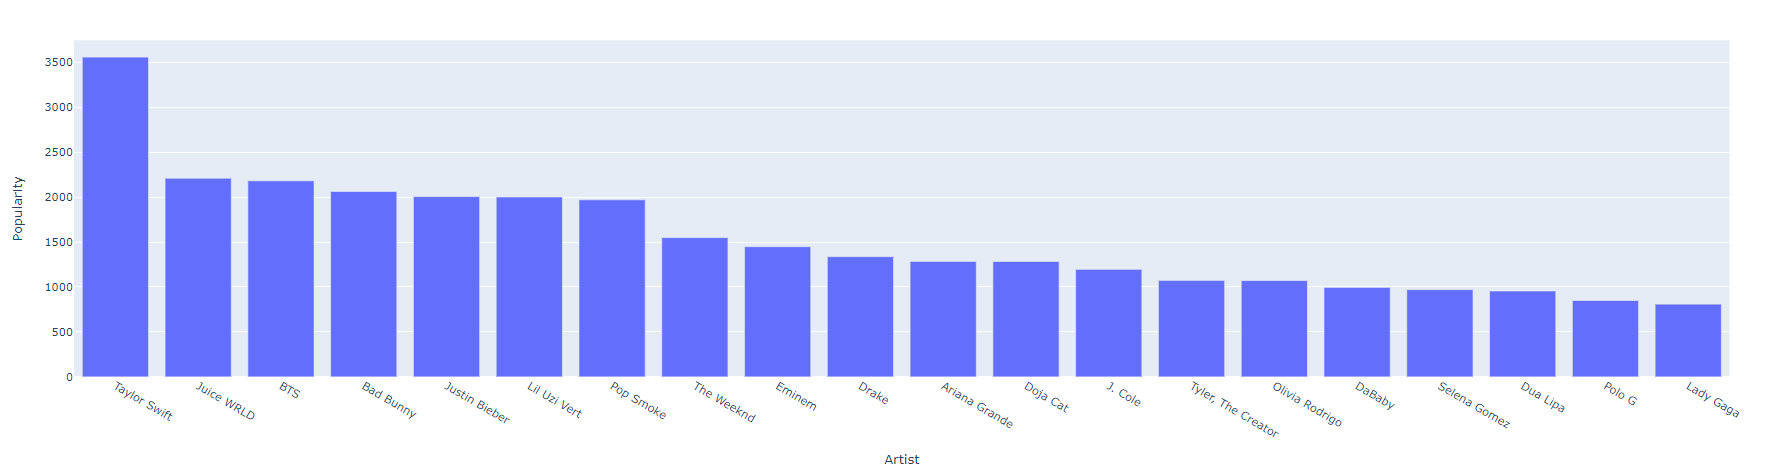 3500
3000
2500
2000
1500
1000
500
0
Popularity
Taylor Swift
Juice WRLD
BTS
Bad Bunny
Justin Bieber
Lil Uzi Vert
Pop Smoke
The Weeknd
Eminem
Drake
Ariana Grande
Doja Cat
J. Cole
Tyler, The Creator
Olivia Rodrigo
DaBaby
Selena Gomez
Dua Lipa
Polo G
Lady Gaga
Artist